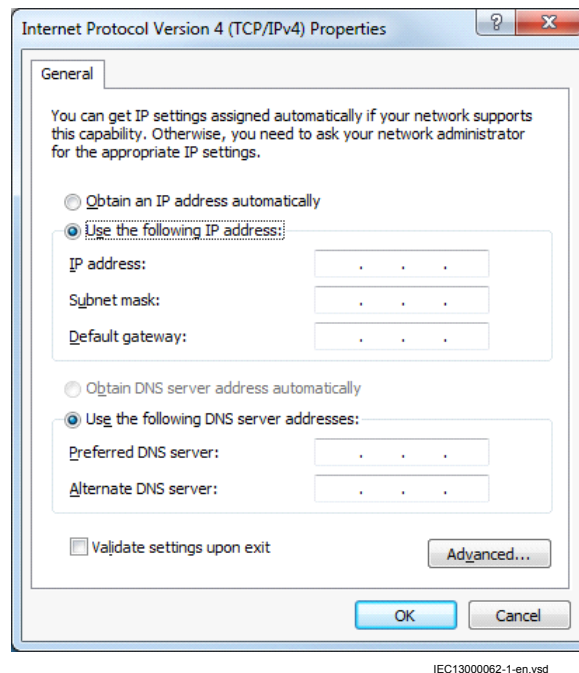 Internet Protocol Version 4 (TCP/IPv4) Properties
?
General
You can get IP settings assigned automatically if your network supports
this capability. Otherwise, you need to ask your network administrator
for the appropriate IP settings.
Obtain an IP address automatically
Use the following IP address:
IP address:
Subnet mask:
Default gateway:
Obtain DNS server address automatically
Use the following DNS server addresses:
Preferred DNS server:
Alternate DNS server:
Validate settings upon exit
Advanced...
OK Cancel
IEC13000062-1-en.vsd